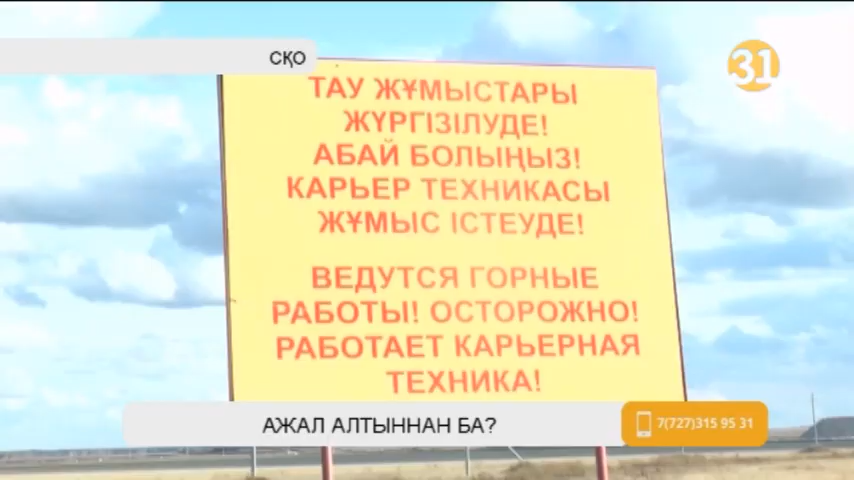 СҚО
31
ТАУ ЖҰМЫСТАРЫ
ЖҮРГІЗІЛУДЕ!
АБАЙ БОЛЫҢЫЗ!
КАРЬЕР ТЕХНИКАСЫ
ЖҰМЫС ІСТЕУДЕ!
ВЕДУТСЯ ГОРНЫЕ
РАБОТЫ! ОСТОРОЖНО!
РАБОТАЕТ КАРЬЕРНАЯ
ТЕХНИКА!
АЖАЛ АЛТЫННАН БА?
7(727)315 95 31